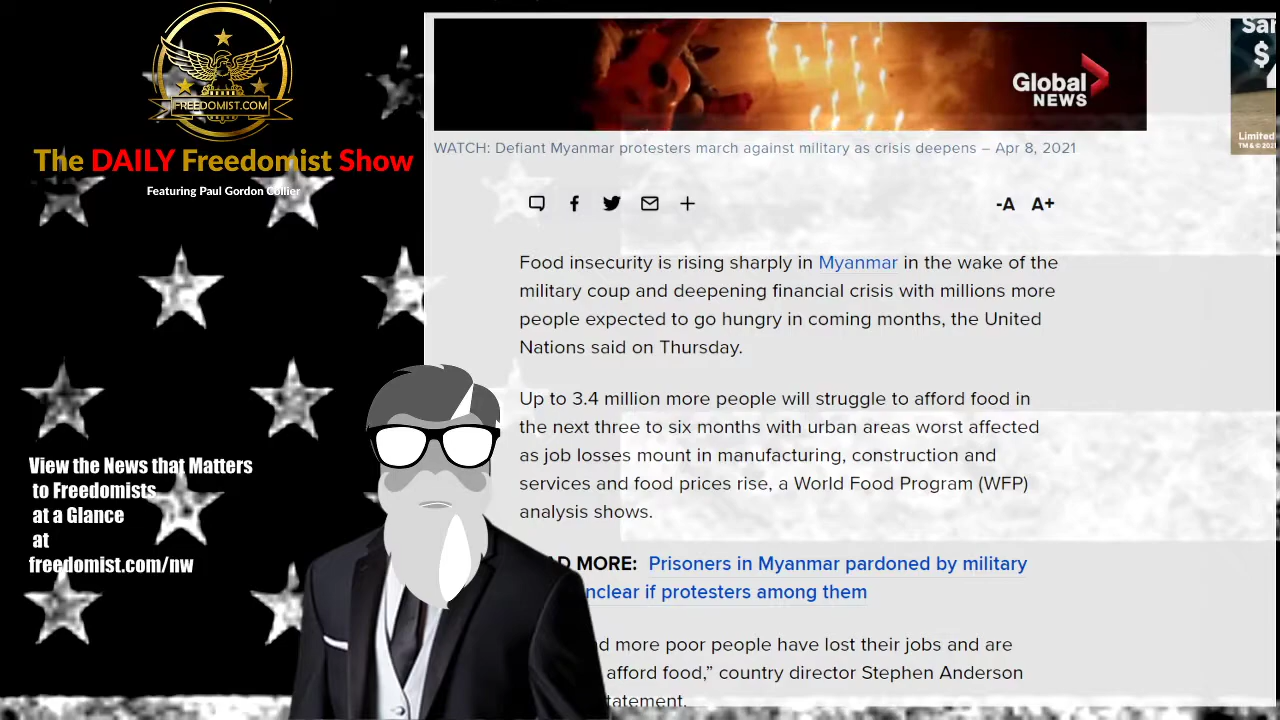 FREEDOMIST.COM
The DAILY Freedomist Show
Featuring Paul Gordon Collier
View the News that Matters
to Freedomists
at a Glance
at
freedomist.com/nw
Global
NEWS
WATCH: Defiant Myanmar protesters march against military as crisis deepens – Apr 8, 2021
-A A+
Food insecurity is rising sharply in Myanmar in the wake of the
military coup and deepening financial crisis with millions more
people expected to go hungry in coming months, the United
Nations said on Thursday.
Up to 3.4 million more people will struggle to afford food in
the next three to six months with urban areas worst affected
as job losses mount in manufacturing, construction and
services and food prices rise, a World Food Program (WFP)
analysis shows.
MORE: Prisoners in Myanmar pardoned by military
if protesters among them
more poor people have lost their jobs and are
afford food,” country director Stephen Anderson
$
Limited